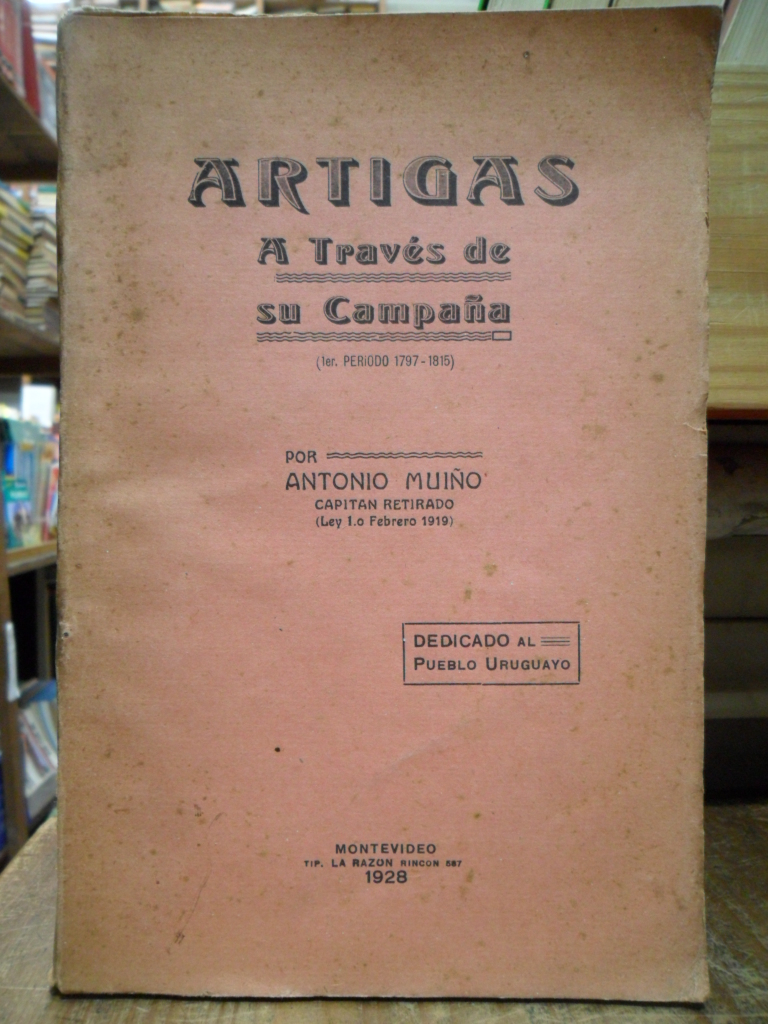 ARTIGAS
A Través de
su Campaña
(1er. PERIODO 1797-1815)
POR
ANTONIO MUIÑO
CAPITAN RETIRADO
(Ley 1.o Febrero 1919)
DEDICADO AL
PUEBLO URUGUAYO
MONTEVIDEO
TIP. LA RAZON RINCON 587
1928